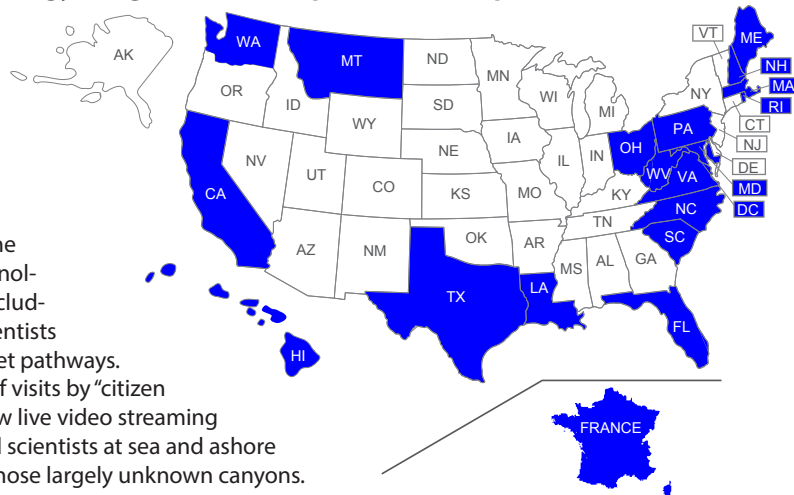 AK
WA
MT
ND
MN
VT
ME
NH
MA
RI
CT
NJ
DE
MD
DC
OR
ID
WY
SD
WI
MI
NY
PA
CA
NV
UT
CO
NE
KS
IA
MO
IL
IN
OH
WV
VA
KY
NC
TN
SC
AZ
NM
OK
AR
MS
AL
GA
TX
LA
FL
HI
nol-
clud-
entists
et pathways.
f visits by “citizen
w live video streaming
scientists at sea and ashore
hose largely unknown canyons.
FRANCE